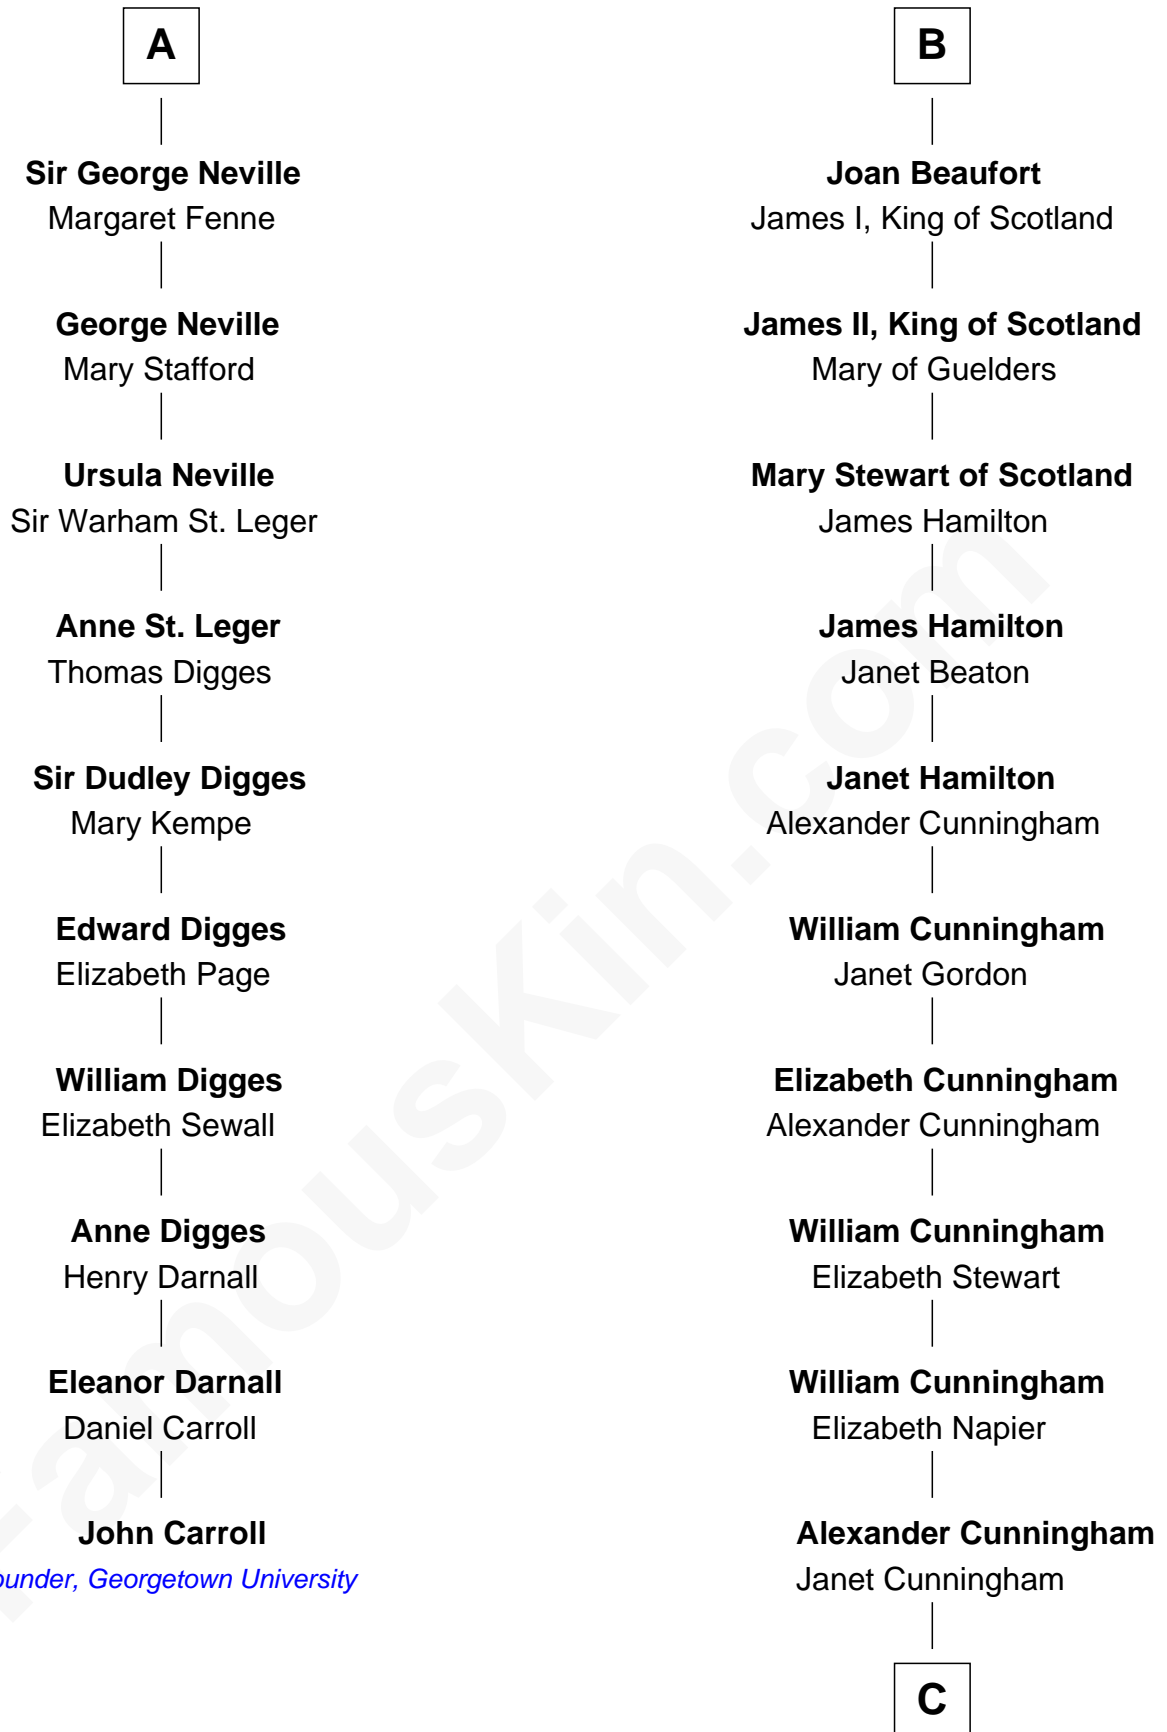 A
Sir George Neville
Margaret Fenne
George Neville
Mary Stafford
Ursula Neville
Sir Warham St. Leger
Anne St. Leger
Thomas Digges
Sir Dudley Digges
Mary Kempe
Edward Digges
Elizabeth Page
William Digges
Elizabeth Sewall
Anne Digges
Henry Darnall
Eleanor Darnall
Daniel Carroll
John Carroll
ounder, Georgetown University
B
Joan Beaufort
James I, King of Scotland
James II, King of Scotland
Mary of Guelders
Mary Stewart of Scotland
James Hamilton
James Hamilton
Janet Beaton
Janet Hamilton
Alexander Cunningham
William Cunningham
Janet Gordon
Elizabeth Cunningham
Alexander Cunningham
William Cunningham
Elizabeth Stewart
William Cunningham
Elizabeth Napier
Alexander Cunningham
Janet Cunningham
C
FamousKin.com